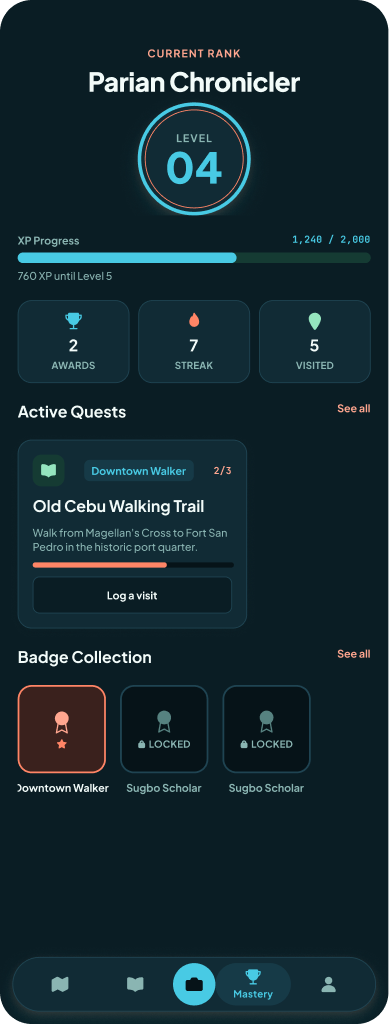 CURRENT RANK
Parian Chronicler
LEVEL
04
XP Progress
1,240 / 2,000
760 XP until Level 5
2
AWARDS
7
STREAK
5
VISITED
Active Quests
See all
Downtown Walker
2/3
Old Cebu Walking Trail
Walk from Magellan's Cross to Fort San
Pedro in the historic port quarter.
Log a visit
Badge Collection
See all
LOCKED
LOCKED
Downtown Walker
Sugbo Scholar
Sugbo Scholar
Mastery